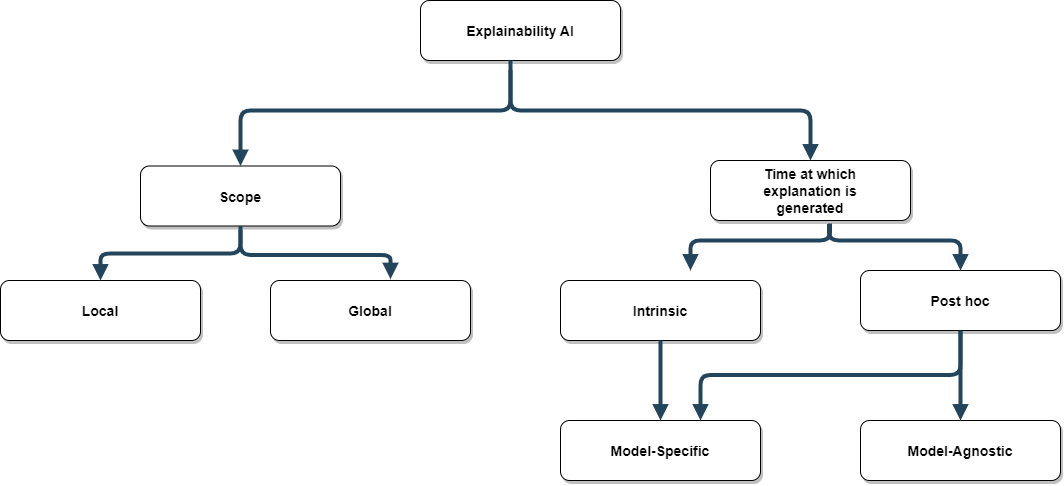 Explainability AI
Scope
Time at which
explanation is
generated
Local
Global
Intrinsic
Post hoc
Model-Specific
Model-Agnostic